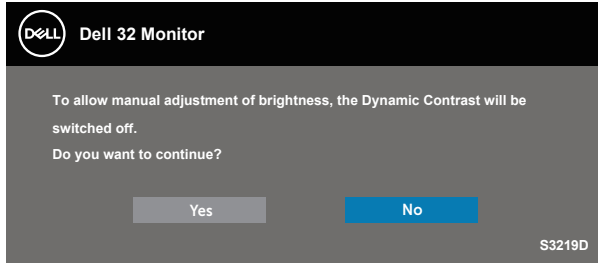 DELL Dell 32 Monitor
To allow manual adjustment of brightness, the Dynamic Contrast will be
switched off.
Do you want to continue?
Yes No
S3219D